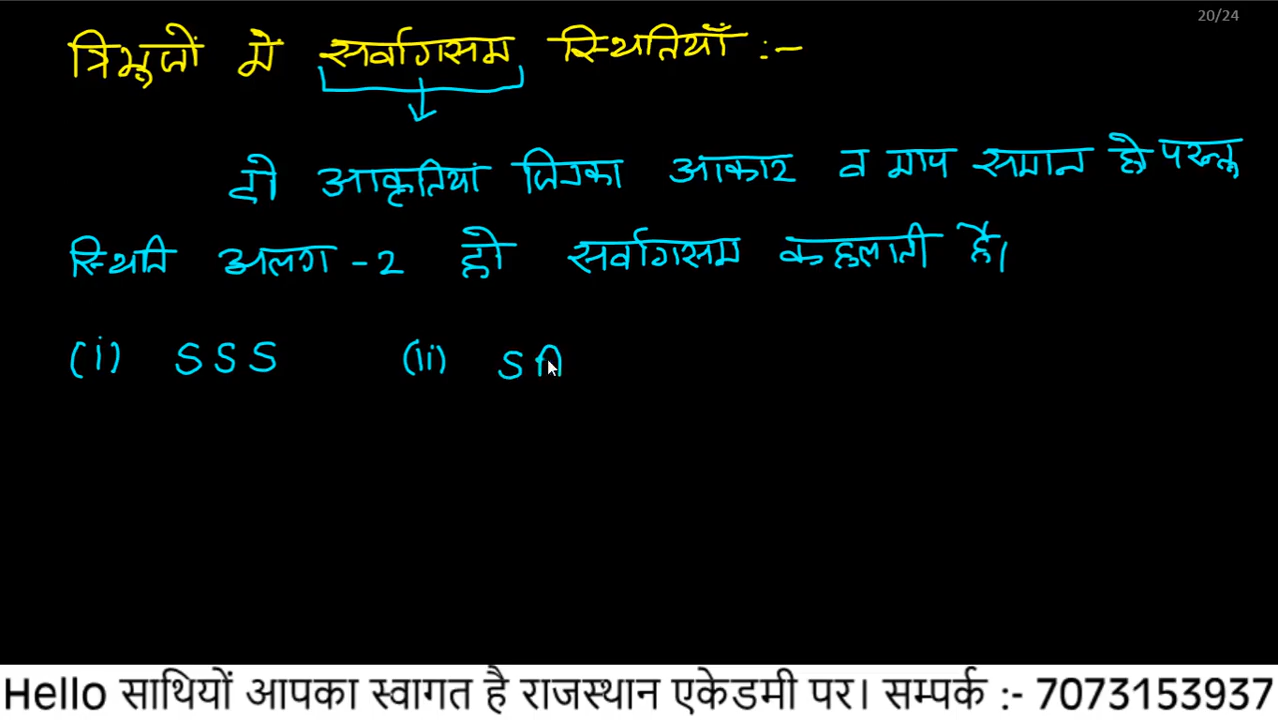 20/24
त्रिभुजों में सर्वागसम स्थितियाँ :-
दो आकृतियां जिनका आकार व माप समान हो परन्तु
स्थिति अलग -2 हो सर्वागसम कहलाती है।
(i) SSS (ii) SA
Hello साथियों आपका स्वागत है राजस्थान एकेडमी पर। सम्पर्क :- 7073153937